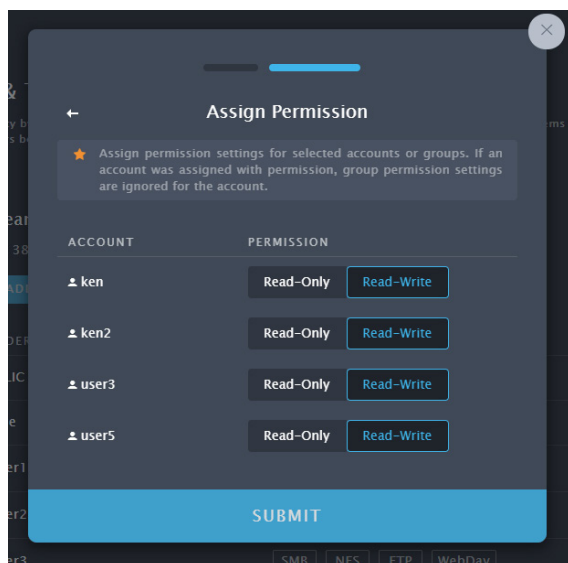 Assign Permission
Assign permission settings for selected accounts or groups. If an
account was assigned with permission, group permission settings
are ignored for the account.
ACCOUNT PERMISSION
ken Read-Only Read-Write
ken2 Read-Only Read-Write
user3 Read-Only Read-Write
user5 Read-Only Read-Write
SUBMIT
SMB NFS FTP WebDav